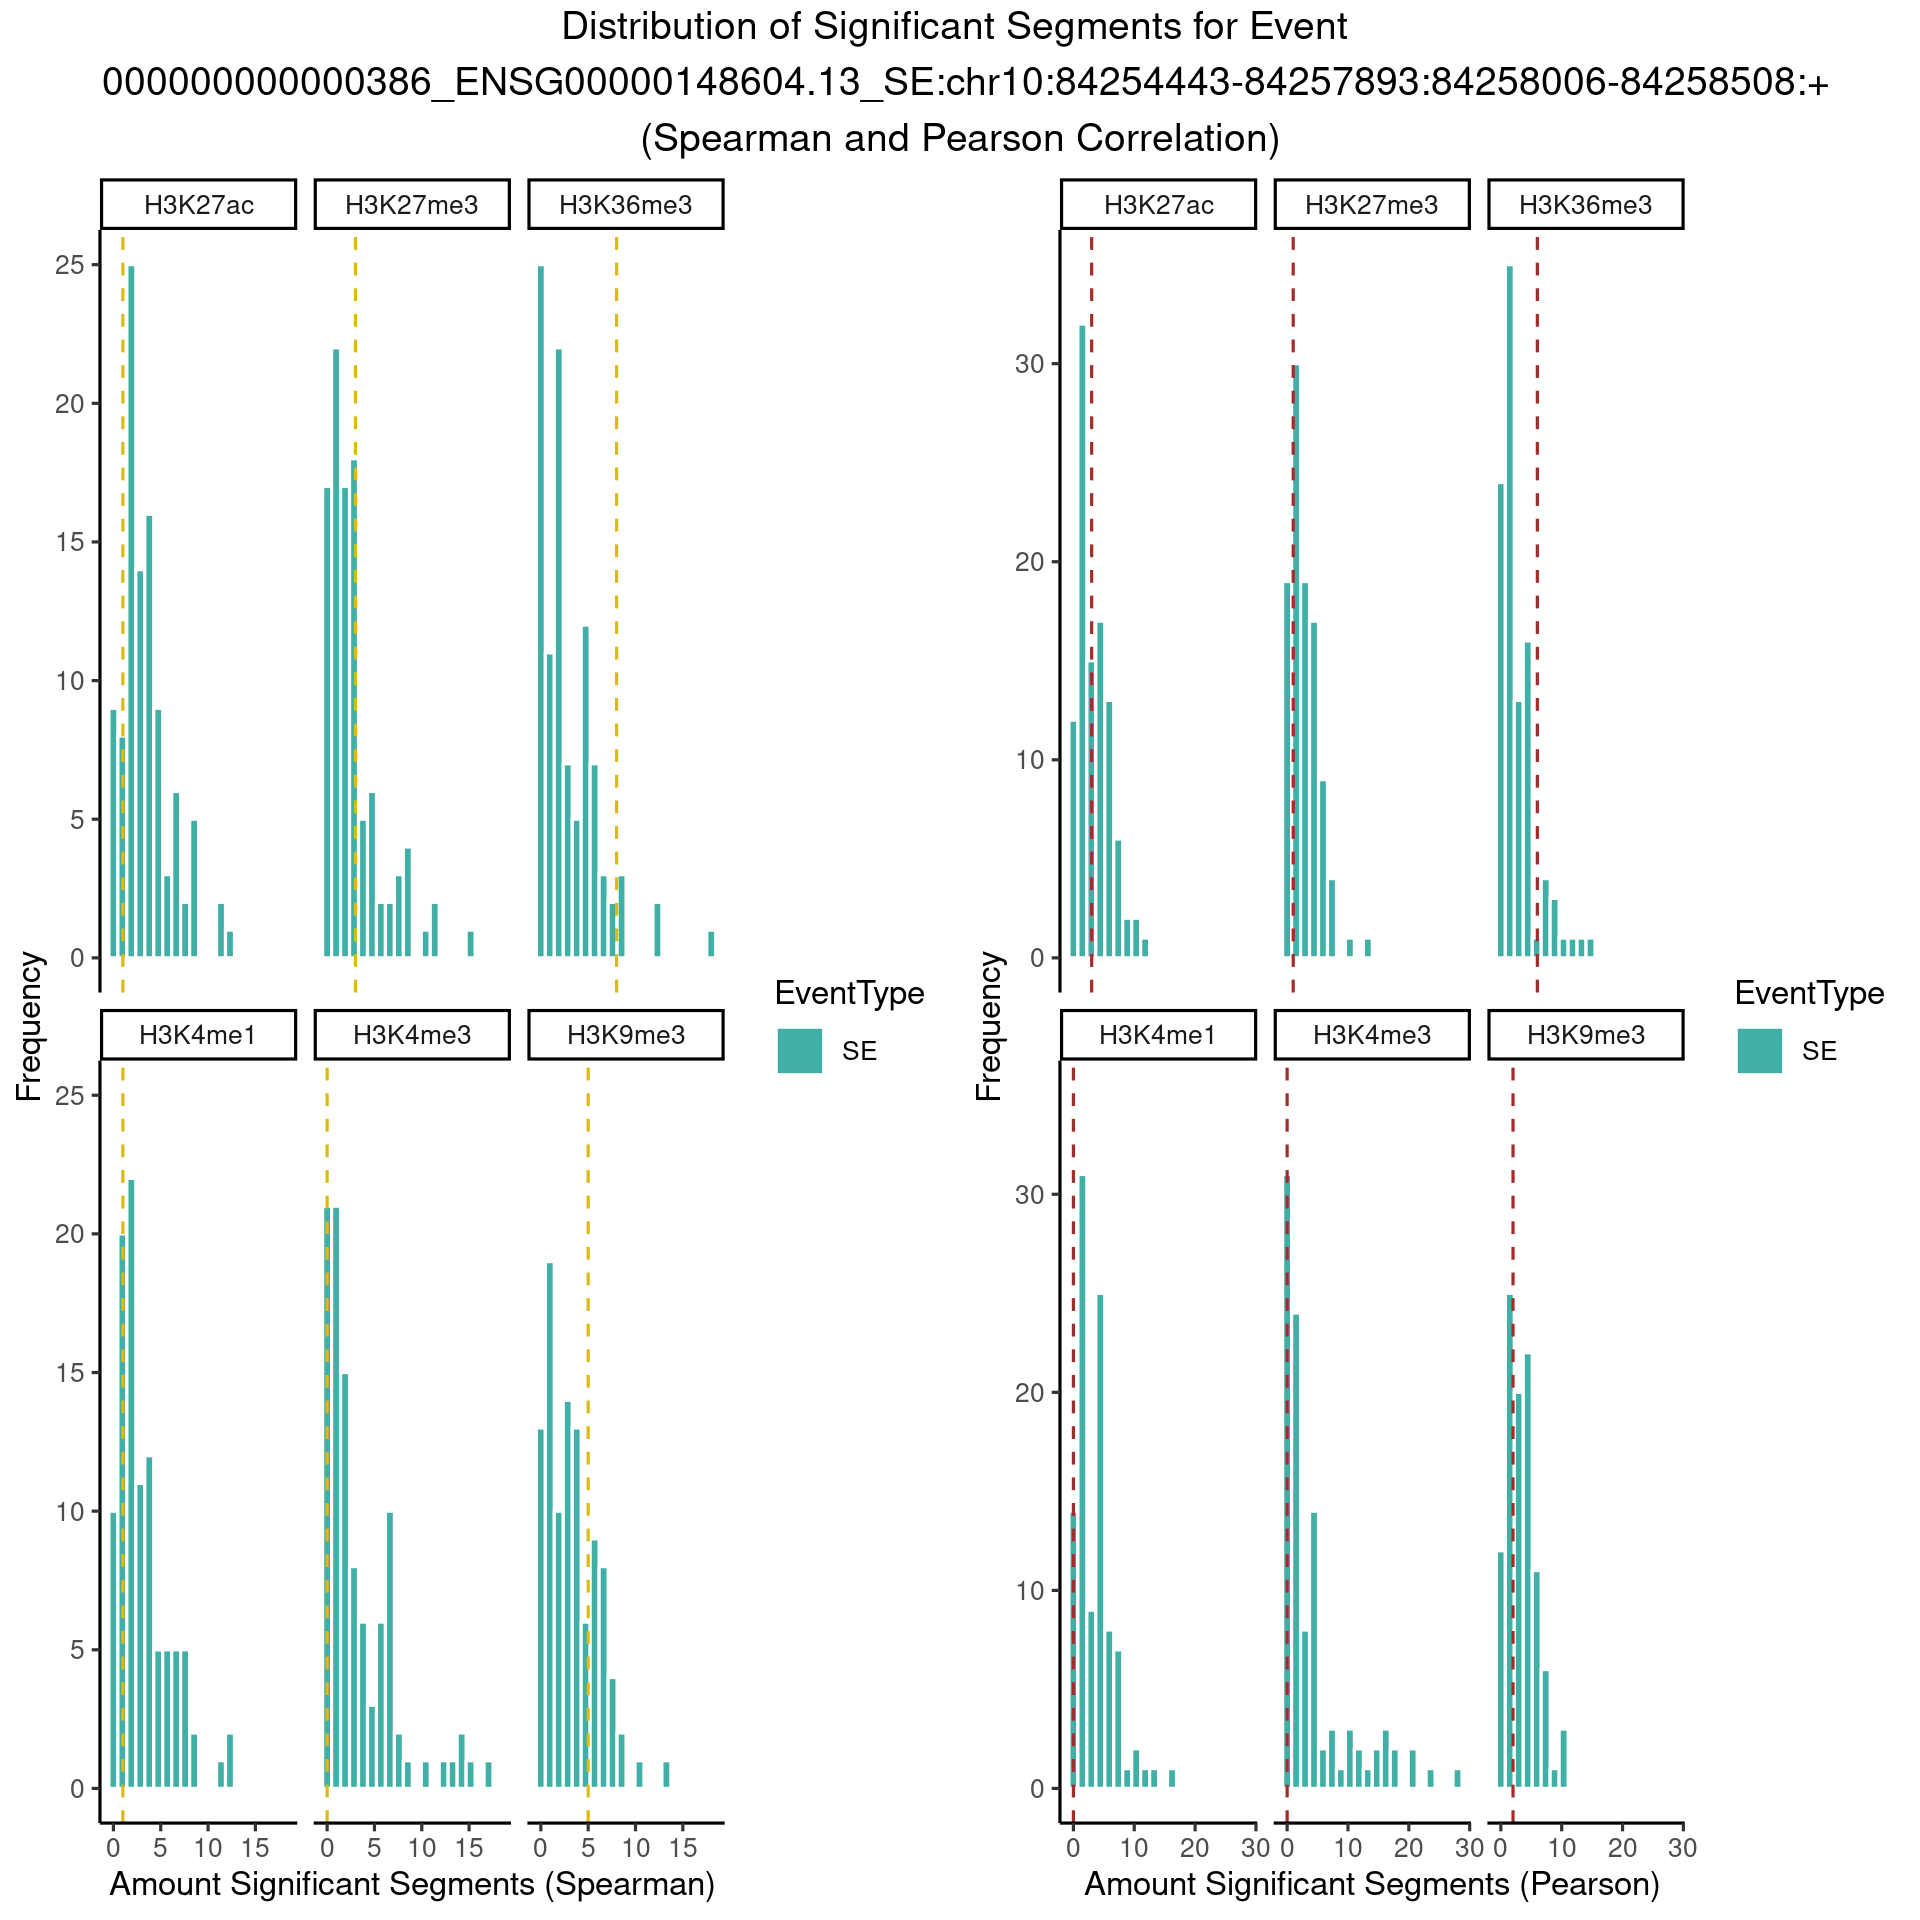 Distribution of Significant Segments for Event
000000000000386_ENSG00000148604.13_SE:chr10:84254443-84257893:84258006-84258508:+
(Spearman and Pearson Correlation)
H3K27ac H3K27me3 H3K36me3
25
20
15
10
5
0
H3K4me1 H3K4me3 H3K9me3
25
20
15
10
5
0
0 5 10 15 0 5 10 15 0 5 10 15
Frequency
Amount Significant Segments (Spearman)
EventType
SE
H3K27ac H3K27me3 H3K36me3
30
20
10
0
H3K4me1 H3K4me3 H3K9me3
30
20
10
0
0 10 20 30 0 10 20 30 0 10 20 30
Frequency
Amount Significant Segments (Pearson)
EventType
SE